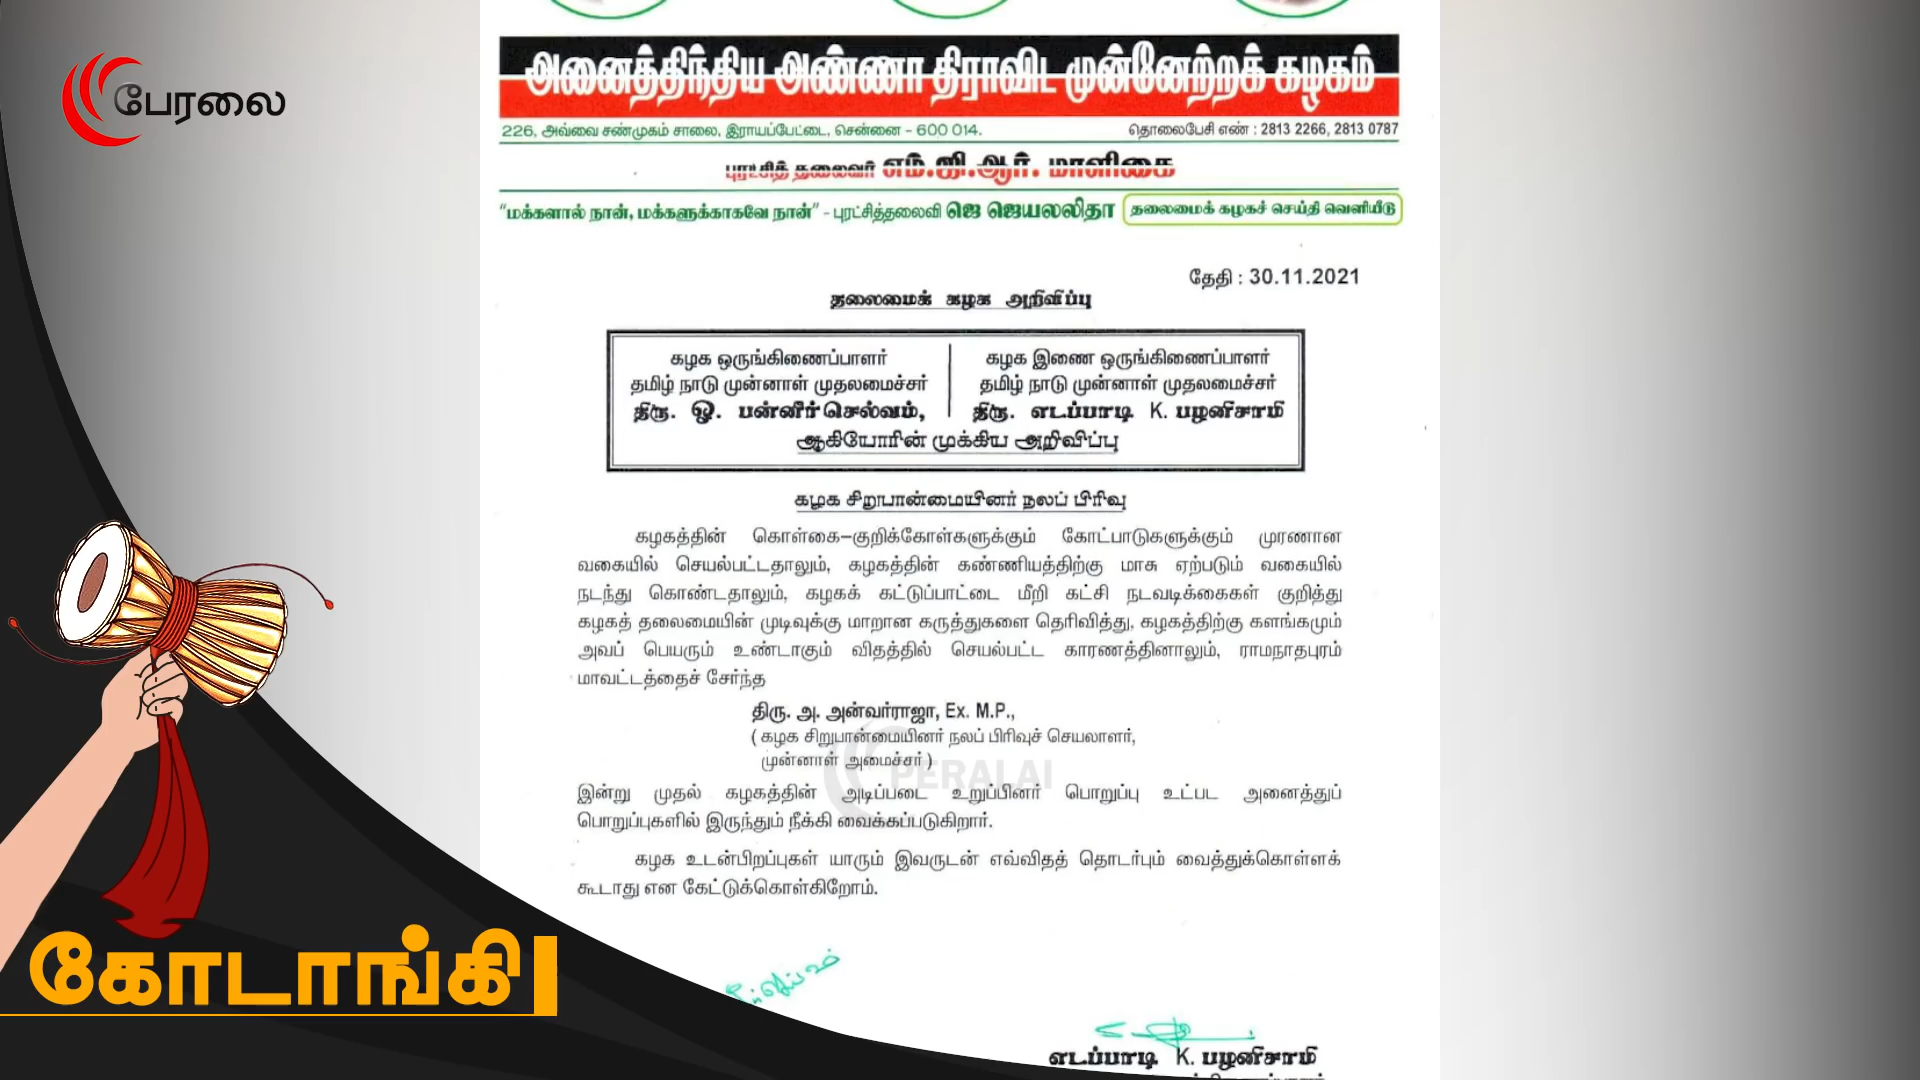 பேரலை
அனைத்திந்திய அண்ணா திராவிட முன்னேற்றக் கழகம்
226, அவ்வை சண்முகம் சாலை, இராயப்பேட்டை, சென்னை - 600 014.
தொலைபேசி எண் : 2813 2266, 2813 0787
புரட்சித் தலைவர் எம்.ஜி.ஆர். மாளிகை
"மக்களால் நான், மக்களுக்காகவே நான்" - புரட்சித்தலைவி ஜெ ஜெயலலிதா
தலைமைக் கழகச் செய்தி வெளியீடு
தேதி : 30.11.2021
தலைமைக் கழக அறிவிப்பு
கழக ஒருங்கிணைப்பாளர்
தமிழ் நாடு முன்னாள் முதலமைச்சர்
திரு. ஓ. பன்னீர்செல்வம்,
கழக இணை ஒருங்கிணைப்பாளர்
தமிழ் நாடு முன்னாள் முதலமைச்சர்
திரு. எடப்பாடி K. பழனிசாமி
ஆகியோரின் முக்கிய அறிவிப்பு
கழக சிறுபான்மையினர் நலப் பிரிவு
கழகத்தின் கொள்கை-குறிக்கோள்களுக்கும் கோட்பாடுகளுக்கும் முரணான
வகையில் செயல்பட்டதாலும், கழகத்தின் கண்ணியத்திற்கு மாசு ஏற்படும் வகையில்
நடந்து கொண்டதாலும், கழகக் கட்டுப்பாட்டை மீறி கட்சி நடவடிக்கைகள் குறித்து
கழகத் தலைமையின் முடிவுக்கு மாறான கருத்துகளை தெரிவித்து, கழகத்திற்கு களங்கமும்
அவப் பெயரும் உண்டாகும் விதத்தில் செயல்பட்ட காரணத்தினாலும், ராமநாதபுரம்
மாவட்டத்தைச் சேர்ந்த
திரு. அ. அன்வர்ராஜா, Ex. M.P.,
( கழக சிறுபான்மையினர் நலப் பிரிவுச் செயலாளர்,
முன்னாள் அமைச்சர் )
PERALAI
இன்று முதல் கழகத்தின் அடிப்படை உறுப்பினர் பொறுப்பு உட்பட அனைத்துப்
பொறுப்புகளில் இருந்தும் நீக்கி வைக்கப்படுகிறார்.
கழக உடன்பிறப்புகள் யாரும் இவருடன் எவ்விதத் தொடர்பும் வைத்துக்கொள்ளக்
கூடாது என கேட்டுக்கொள்கிறோம்.
எடப்பாடி K. பழனிசாமி
கோடாங்கி